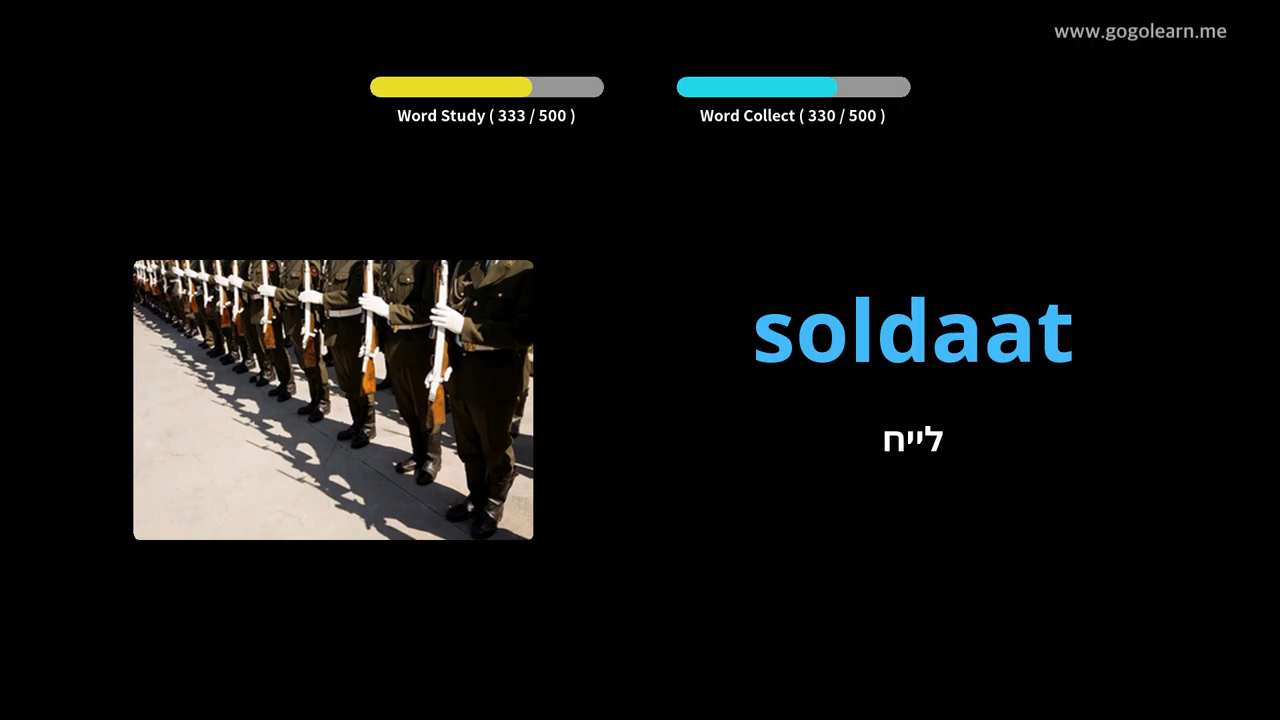 www.gogolearn.me
Word Study ( 333 / 500 )
Word Collect ( 330 / 500 )
soldaat
לייח